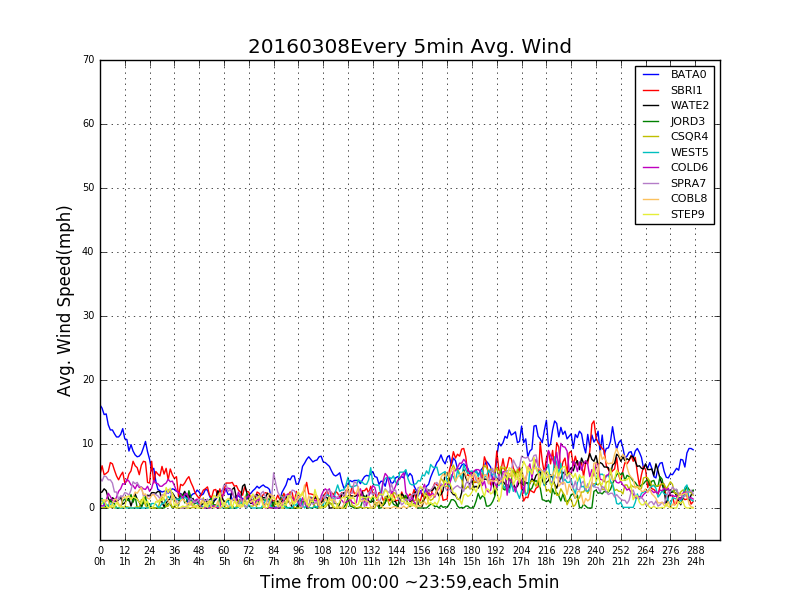 20160308Every 5min Avg. Wind
70
60
50
40
30
20
10
0
Avg. Wind Speed(mph)
BATA0
SBRI1
WATE2
JORD3
CSQR4
WEST5
COLD6
SPRA7
COBL8
STEP9
0 12 24 36 48 60 72 84 96 108 120 132 144 156 168 180 192 204 216 228 240 252 264 276 288
0h 1h 2h 3h 4h 5h 6h 7h 8h 9h 10h 11h 12h 13h 14h 15h 16h 17h 18h 19h 20h 21h 22h 23h 24h
Time from 00:00 ~23:59,each 5min